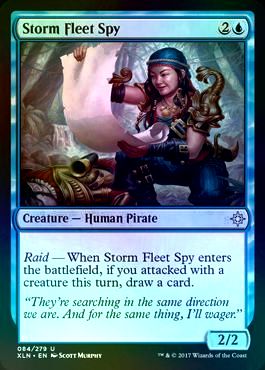 Storm Fleet Spy 2
Creature — Human Pirate
Raid — When Storm Fleet Spy enters
the battlefield, if you attacked with a
creature this turn, draw a card.
“They’re searching in the same direction
we are. And for the same thing, I’ll wager.”
2/2
084/279 U
XLN • EN Scott Murphy
™ & © 2017 Wizards of the Coast